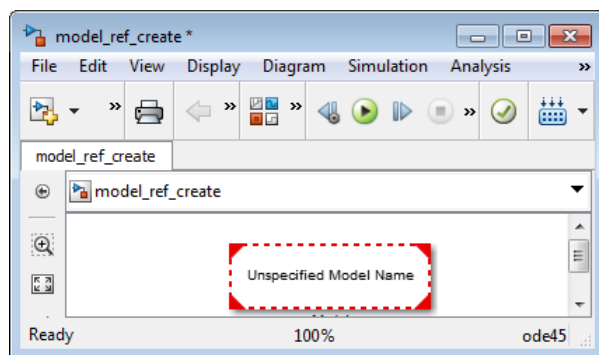 model_ref_create *
File Edit View Display Diagram Simulation Analysis »
» » » »
model_ref_create
model_ref_create
Unspecified Model Name
Ready 100% ode45